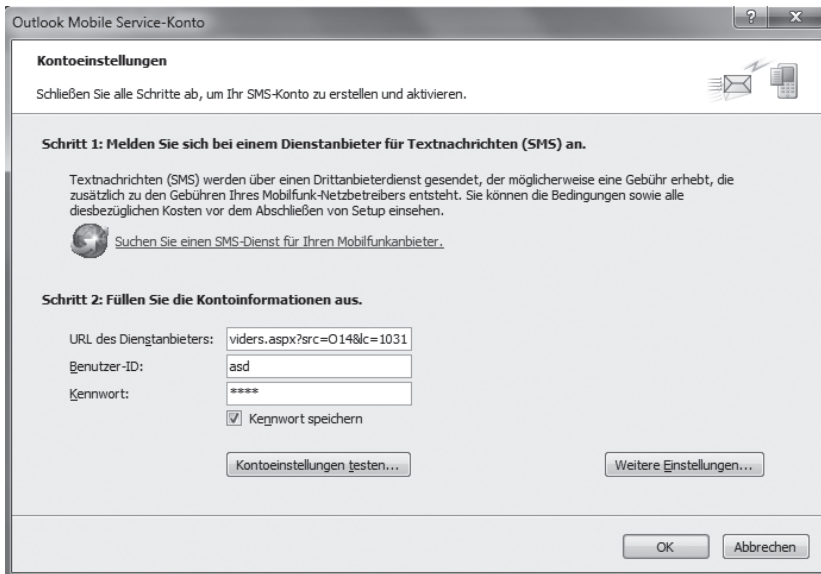 Outlook Mobile Service-Konto
Kontoeinstellungen
Schließen Sie alle Schritte ab, um Ihr SMS-Konto zu erstellen und aktivieren.
Schritt 1: Melden Sie sich bei einem Dienstanbieter für Textnachrichten (SMS) an.
Textnachrichten (SMS) werden über einen Drittanbieterdienst gesendet, der möglicherweise eine Gebühr erhebt, die
zusätzlich zu den Gebühren Ihres Mobilfunk-Netzbetreibers entsteht. Sie können die Bedingungen sowie alle
diesbezüglichen Kosten vor dem Abschließen von Setup einsehen.
Suchen Sie einen SMS-Dienst für Ihren Mobilfunkanbieter.
Schritt 2: Füllen Sie die Kontoinformationen aus.
URL des Dienstanbieters: viders.aspx?src=O14&lc=1031
Benutzer-ID: asd
Kennwort: ****
Kennwort speichern
Kontoeinstellungen testen... Weitere Einstellungen...
OK Abbrechen